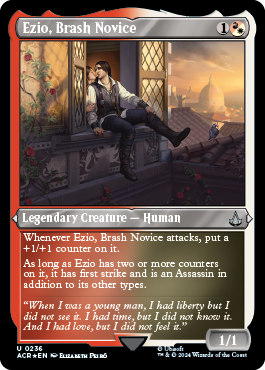 Ezio, Brash Novice 1
Legendary Creature — Human
Whenever Ezio, Brash Novice attacks, put a
+1/+1 counter on it.
As long as Ezio has two or more counters
on it, it has first strike and is an Assassin in
addition to its other types.
"When I was a young man, I had liberty but I
did not see it. I had time, but I did not know it.
And I had love, but I did not feel it."
1/1
U 0236
ACR★EN Elizabeth Peiró
© Ubisoft
™ & © 2024 Wizards of the Coast